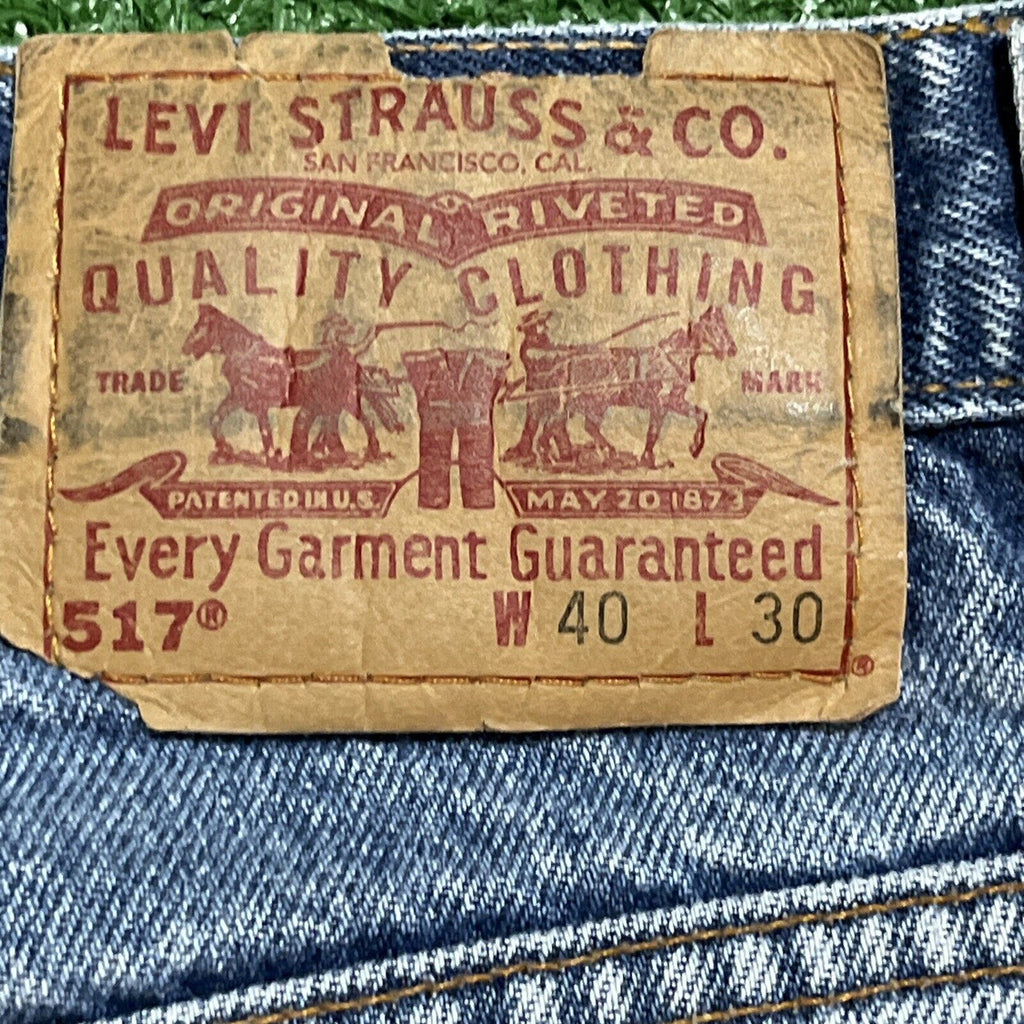 LEVI STRAUSS & CO.
SAN FRANCISCO, CAL.
ORIGINAL RIVETED
QUALITY CLOTHING
TRADE MARK
PATENTED IN U.S. MAY 20 1873
Every Garment Guaranteed
517® W 40 L 30
®